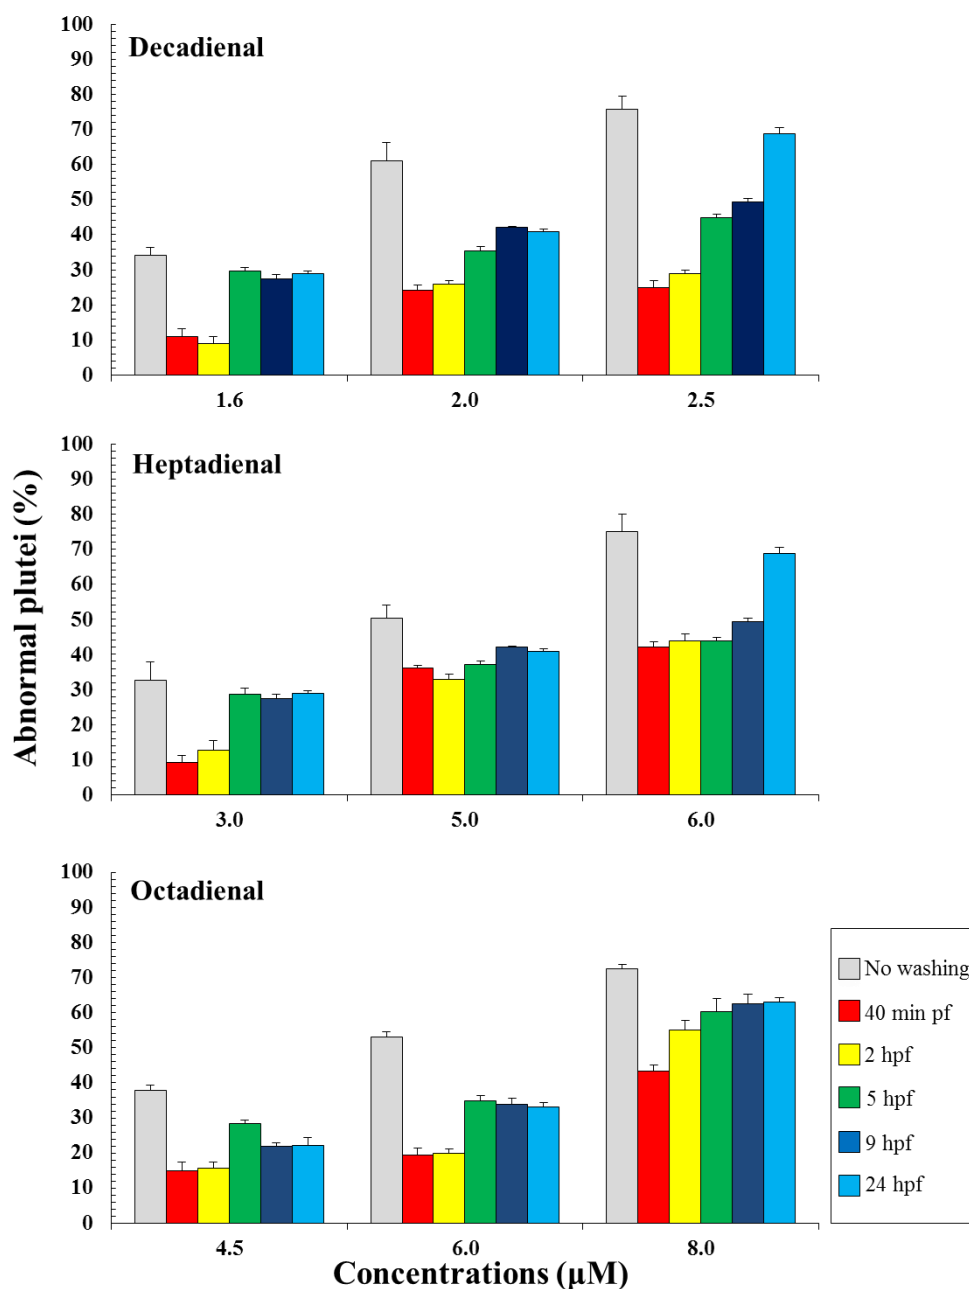 Decadienal
100
90
80
70
60
50
40
30
20
10
0
1.6 2.0 2.5
Heptadienal
100
90
80
70
60
50
40
30
20
10
0
3.0 5.0 6.0
Abnormal plutei (%)
Octadienal
100
90
80
70
60
50
40
30
20
10
0
4.5 6.0 8.0
Concentrations (µM)
No washing
40 min pf
2 hpf
5 hpf
9 hpf
24 hpf